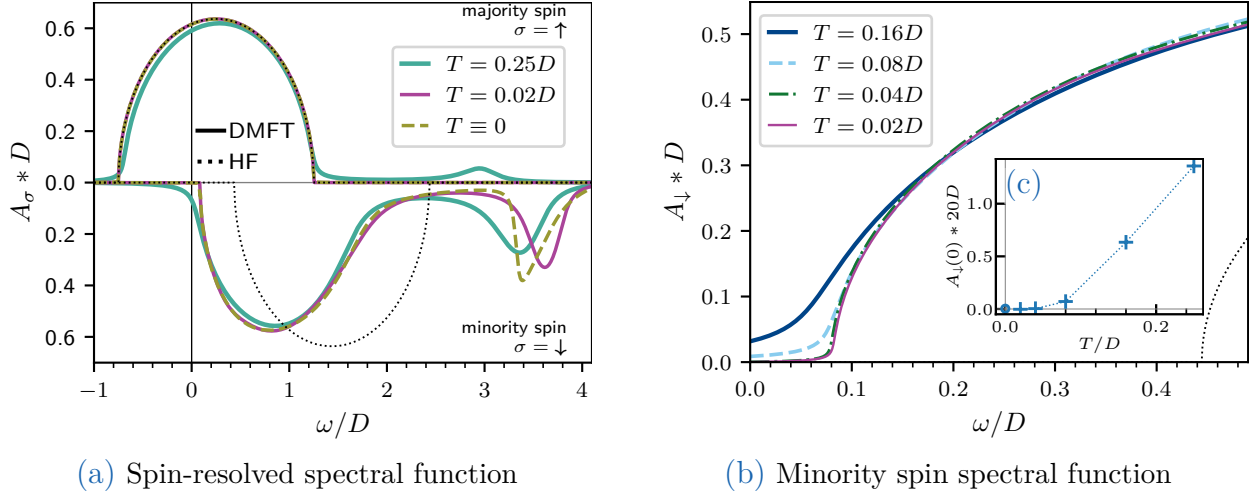 majority spin
σ = ↑
T = 0.25D
T = 0.02D
T ≡ 0
DMFT
HF
minority spin
σ = ↓
0.6
0.4
0.2
0.0
0.2
0.4
0.6
A_σ * D
−1
0
1
2
3
4
ω/D
(a) Spin-resolved spectral function
T = 0.16D
T = 0.08D
T = 0.04D
T = 0.02D
0.5
0.4
0.3
0.2
0.1
0.0
A_↓ * D
0.0
0.1
0.2
0.3
0.4
ω/D
(c)
1.0
0.5
0.0
A_↓(0) * 20D
0.0
0.2
T/D
(b) Minority spin spectral function